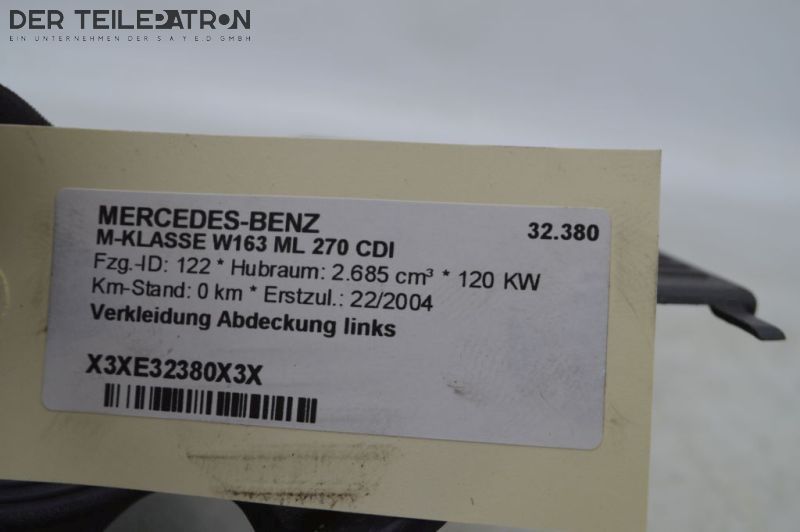 DER TEILEPATRON
EIN UNTERNEHMEN DER S A Y E D GMBH
MERCEDES-BENZ 32.380
M-KLASSE W163 ML 270 CDI
Fzg.-ID: 122 * Hubraum: 2.685 cm³ * 120 KW
Km-Stand: 0 km * Erstzul.: 22/2004
Verkleidung Abdeckung links
X3XE32380X3X